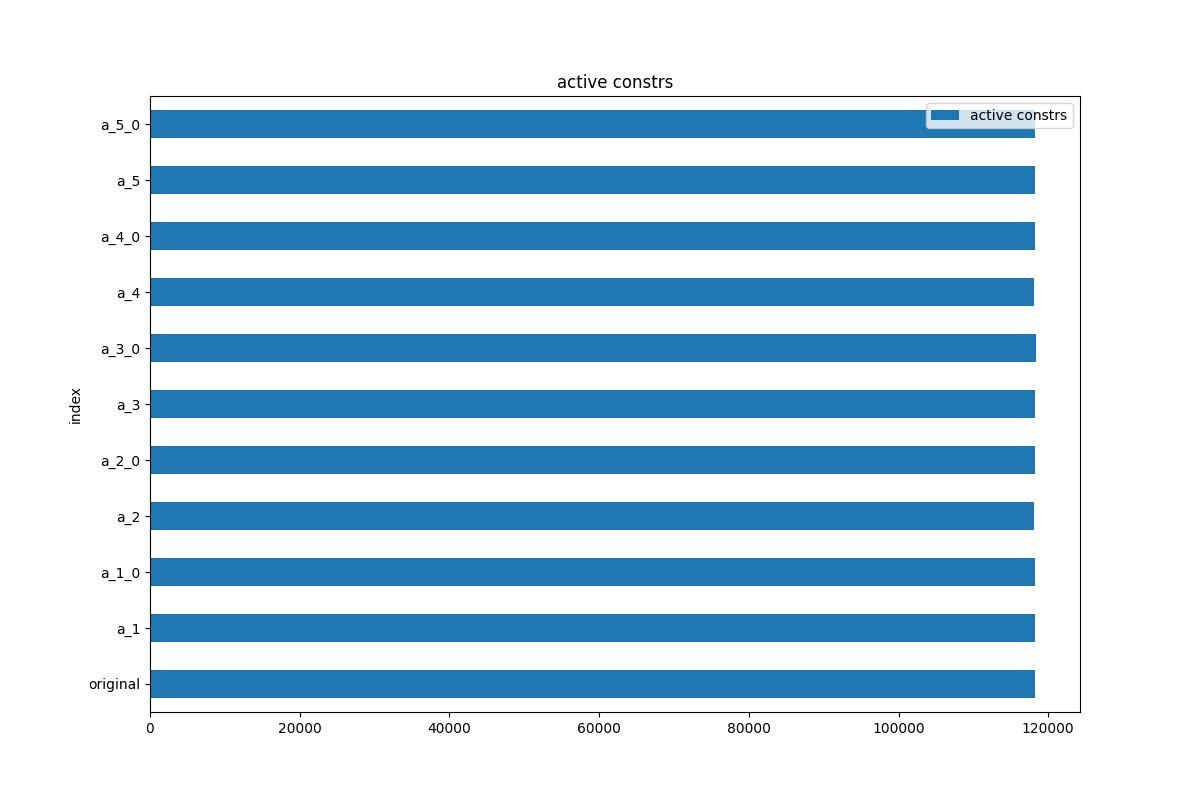 active constrs
active constrs
a_5_0
a_5
a_4_0
a_4
a_3_0
a_3
index
a_2_0
a_2
a_1_0
a_1
original
0 20000 40000 60000 80000 100000 120000